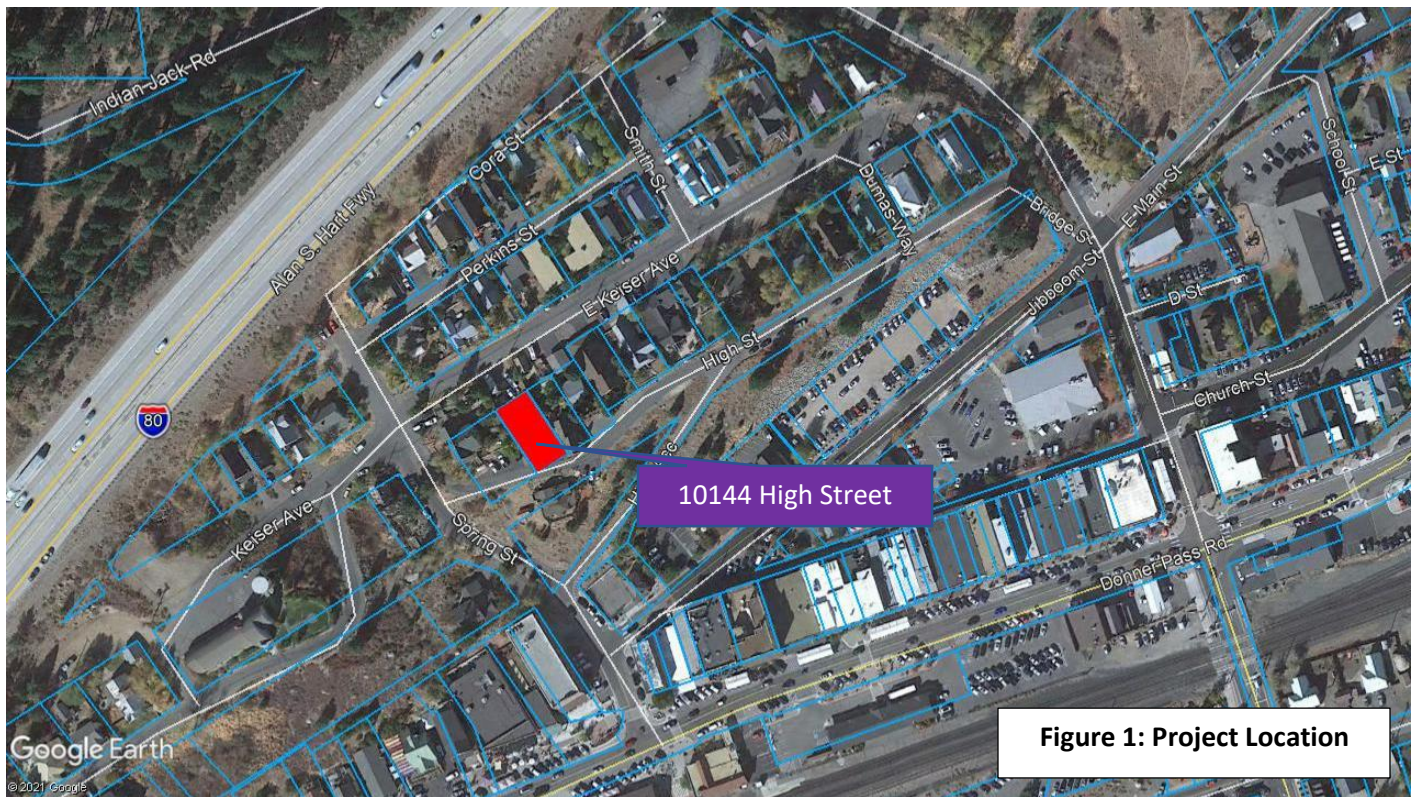 Indian Jack Rd
Alan S. Hart Fwy
Cora St
Smith St
Perkins St
E Keiser Ave
Dumas Way
Bridge St
E Main St
School St
E St
D St
Jibboom St
Church St
High St
80
10144 High Street
Keiser Ave
Spring St
Donner Pass Rd
Figure 1: Project Location
Google Earth
© 2021 Google